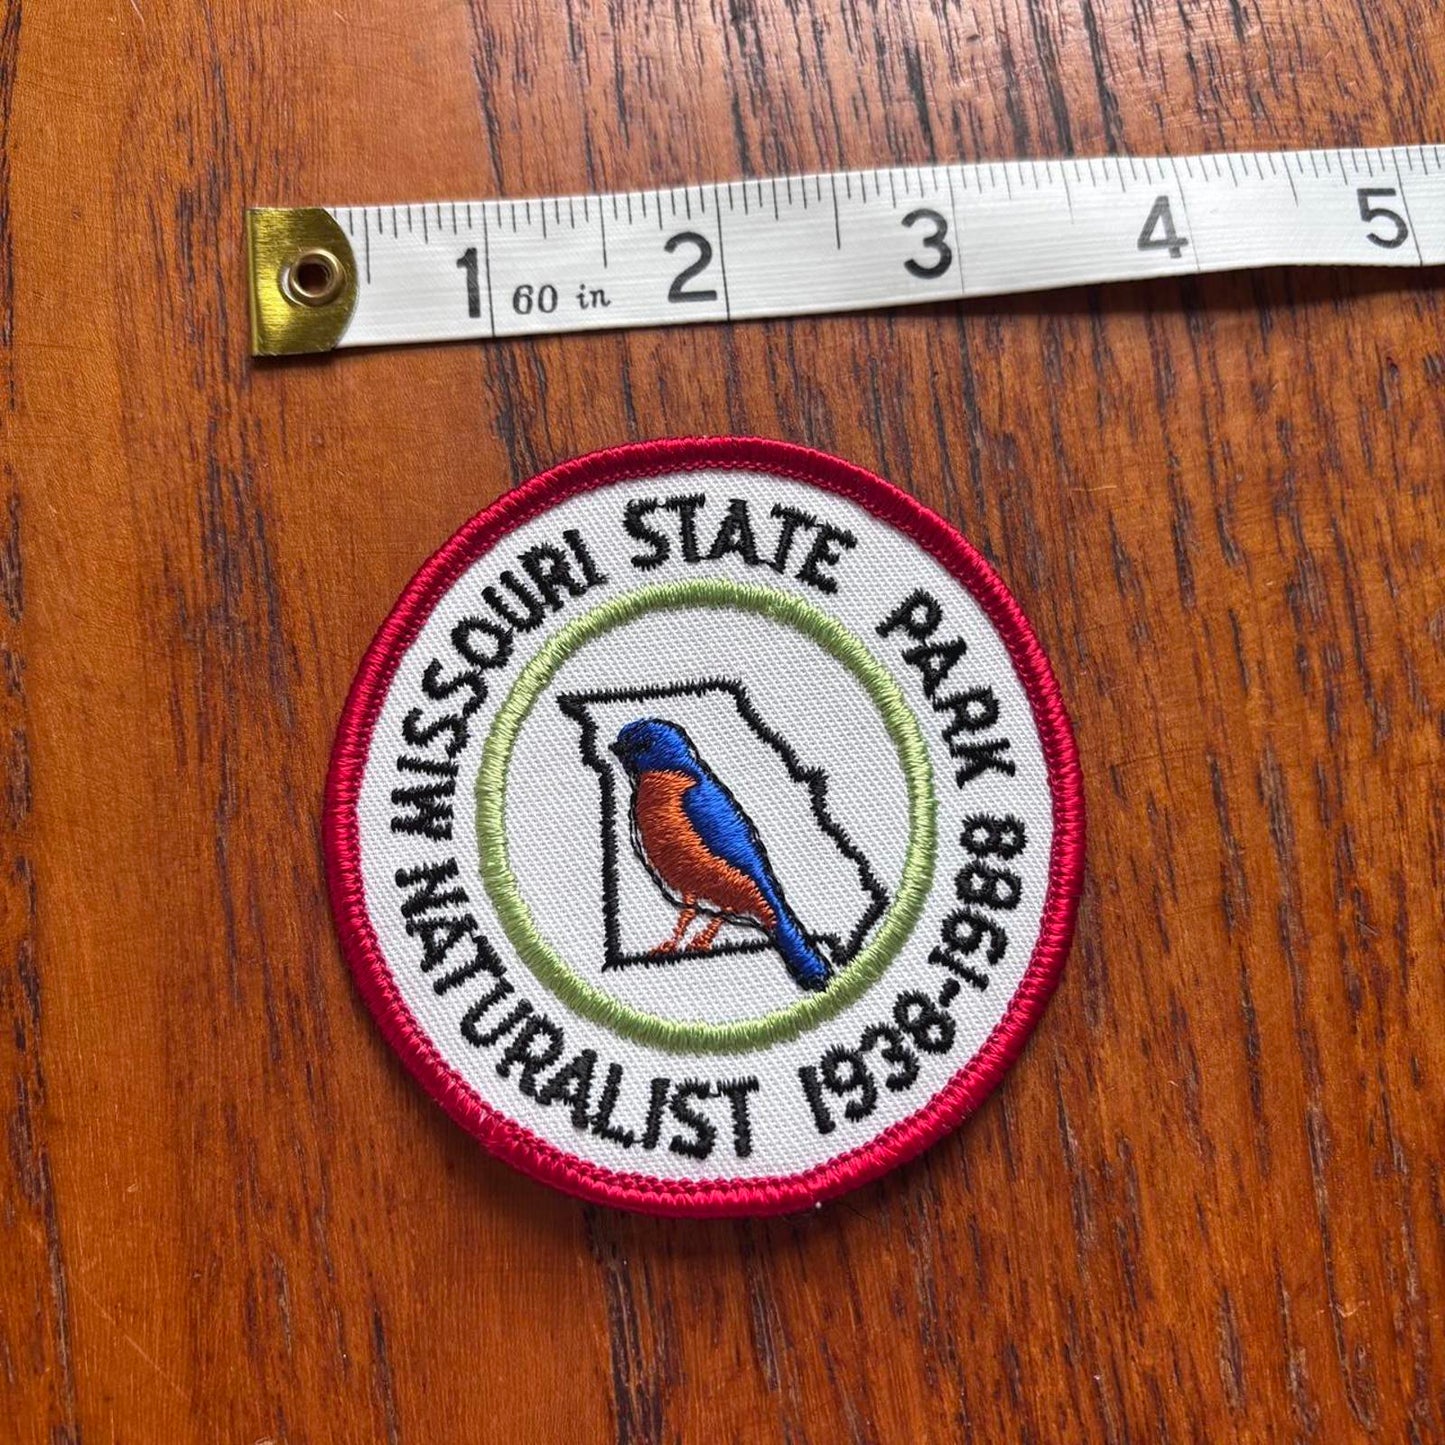 1 2 3 4 5
60 in
MISSOURI STATE PARK
NATURALIST 1938-1988